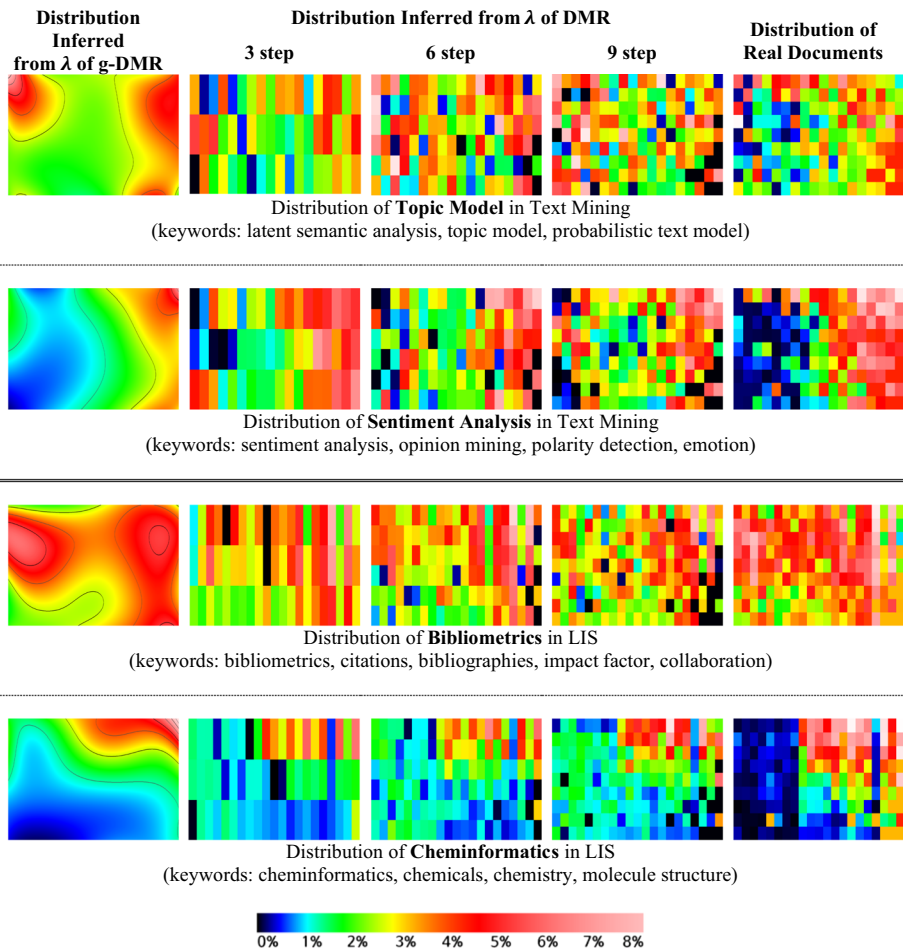 Distribution
Inferred
from λ of g-DMR
Distribution Inferred from λ of DMR
3 step
6 step
9 step
Distribution of
Real Documents
Distribution of Topic Model in Text Mining
(keywords: latent semantic analysis, topic model, probabilistic text model)
Distribution of Sentiment Analysis in Text Mining
(keywords: sentiment analysis, opinion mining, polarity detection, emotion)
Distribution of Bibliometrics in LIS
(keywords: bibliometrics, citations, bibliographies, impact factor, collaboration)
Distribution of Cheminformatics in LIS
(keywords: cheminformatics, chemicals, chemistry, molecule structure)
0% 1% 2% 3% 4% 5% 6% 7% 8%